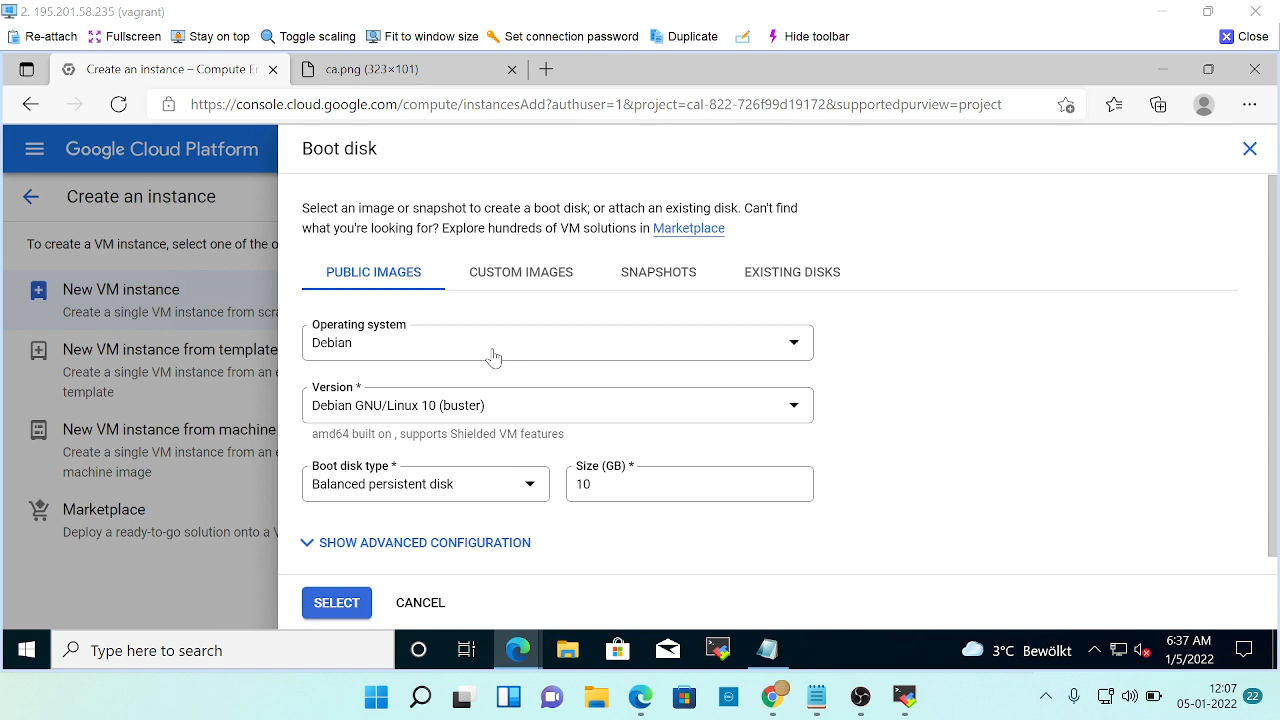 2. 195.201.58.235 (vagrant)
Re-attach Fullscreen Stay on top Toggle scaling Fit to window size Set connection password Duplicate Hide toolbar Close
Create an instance – Compute En ca.png (323×101)
https://console.cloud.google.com/compute/instancesAdd?authuser=1&project=cal-822-726f99d19172&supportedpurview=project
Google Cloud Platform
Create an instance
To create a VM instance, select one of the o
New VM instance
Create a single VM instance from scra
New VM instance from template
Create a single VM instance from an e
template
New VM instance from machine
Create a single VM instance from an e
machine image
Marketplace
Deploy a ready-to-go solution onto a V
Boot disk
Select an image or snapshot to create a boot disk; or attach an existing disk. Can't find
what you're looking for? Explore hundreds of VM solutions in Marketplace
PUBLIC IMAGES CUSTOM IMAGES SNAPSHOTS EXISTING DISKS
Operating system
Debian
Version *
Debian GNU/Linux 10 (buster)
amd64 built on , supports Shielded VM features
Boot disk type * Size (GB) *
Balanced persistent disk 10
SHOW ADVANCED CONFIGURATION
SELECT CANCEL
Type here to search
3°C Bewölkt
6:37 AM
1/5/2022
12:07
05-01-2022
22